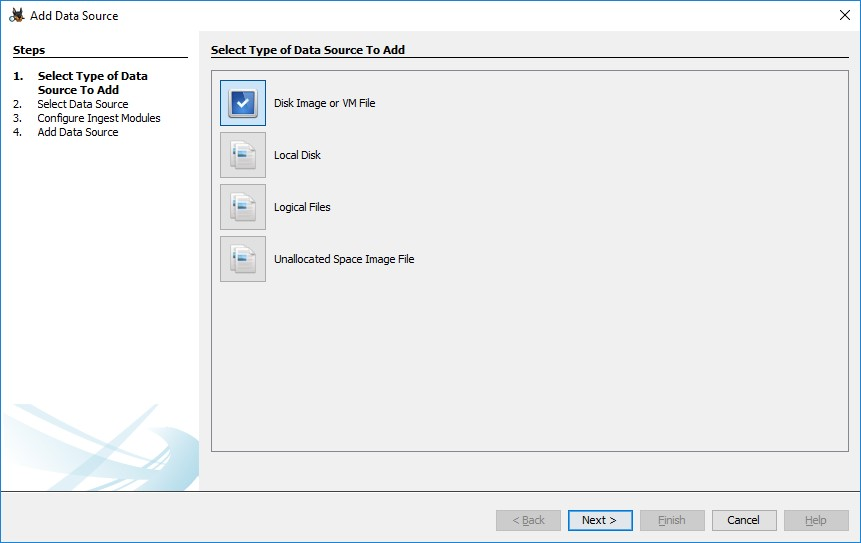 Add Data Source
Steps
1. Select Type of Data
Source To Add
2. Select Data Source
3. Configure Ingest Modules
4. Add Data Source
Select Type of Data Source To Add
Disk Image or VM File
Local Disk
Logical Files
Unallocated Space Image File
< Back
Next >
Finish
Cancel
Help